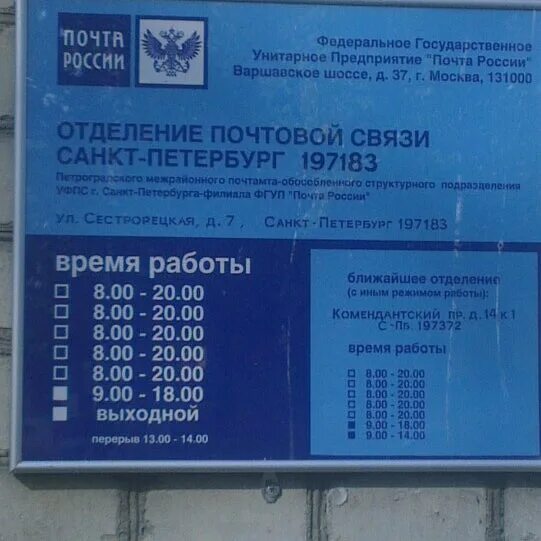 ПОЧТА
РОССИИ
Федеральное Государственное
Унитарное Предприятие "Почта России"
Варшавское шоссе, д. 37, г. Москва, 131000
ОТДЕЛЕНИЕ ПОЧТОВОЙ СВЯЗИ
САНКТ-ПЕТЕРБУРГ 197183
Петроградского межрайонного почтамта-обособленного структурного подразделения
УФПС г. Санкт-Петербурга-филиала ФГУП "Почта России"
УЛ. СЕСТРОРЕЦКАЯ, Д. 7, САНКТ-ПЕТЕРБУРГ 197183
время работы
8.00 - 20.00
8.00 - 20.00
8.00 - 20.00
8.00 - 20.00
8.00 - 20.00
9.00 - 18.00
ВЫХОДНОЙ
перерыв 13.00 - 14.00
ближайшее отделение
(с иным режимом работы):
КОМЕНДАНТСКИЙ ПР. Д. 14 К 1
С-ПБ 197372
время работы
8.00 - 20.00
8.00 - 20.00
8.00 - 20.00
8.00 - 20.00
8.00 - 20.00
9.00 - 18.00
9.00 - 14.00